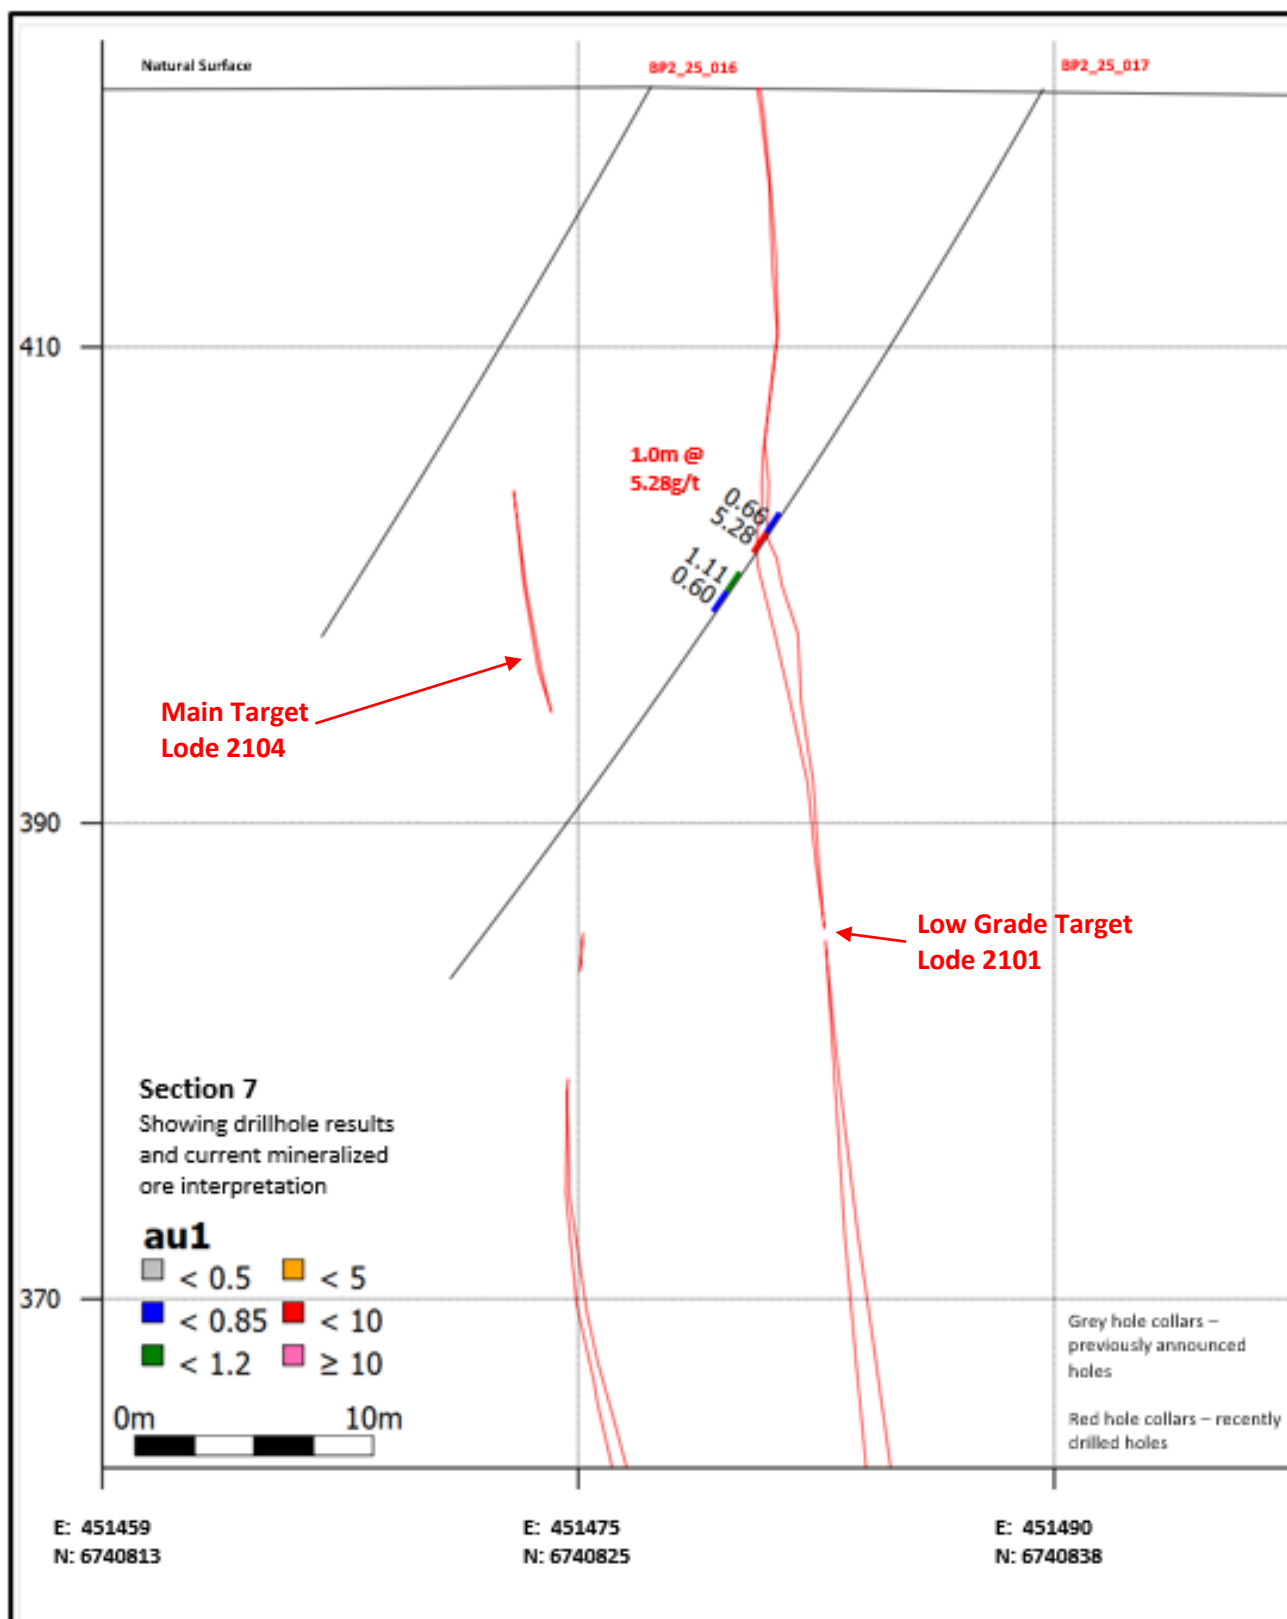 Natural Surface
BP2_25_016
BP2_25_017
410
1.0m @
5.28g/t
0.66
5.28
1.11
0.60
Main Target
Lode 2104
390
Low Grade Target
Lode 2101
Section 7
Showing drillhole results
and current mineralized
ore interpretation
au1
< 0.5
< 5
< 0.85
< 10
< 1.2
≥ 10
370
Grey hole collars –
previously announced
holes
Red hole collars – recently
drilled holes
0m
10m
E: 451459
N: 6740813
E: 451475
N: 6740825
E: 451490
N: 6740838